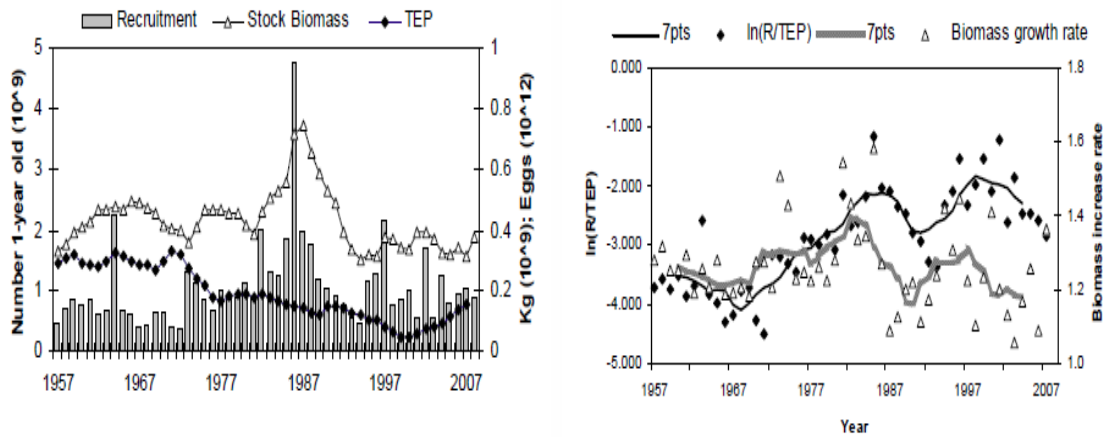 Recruitment Stock Biomass TEP
Number 1-year old (10^9)
5
4
3
2
1
0
1
0.8
0.6
0.4
0.2
0
Kg (10^9); Eggs (10^12)
1957 1967 1977 1987 1997 2007
7pts ln(R/TEP) 7pts Biomass growth rate
ln(R/TEP)
0.000
-1.000
-2.000
-3.000
-4.000
-5.000
1.8
1.6
1.4
1.2
1.0
Biomass increase rate
1957 1967 1977 1987 1997 2007
Year